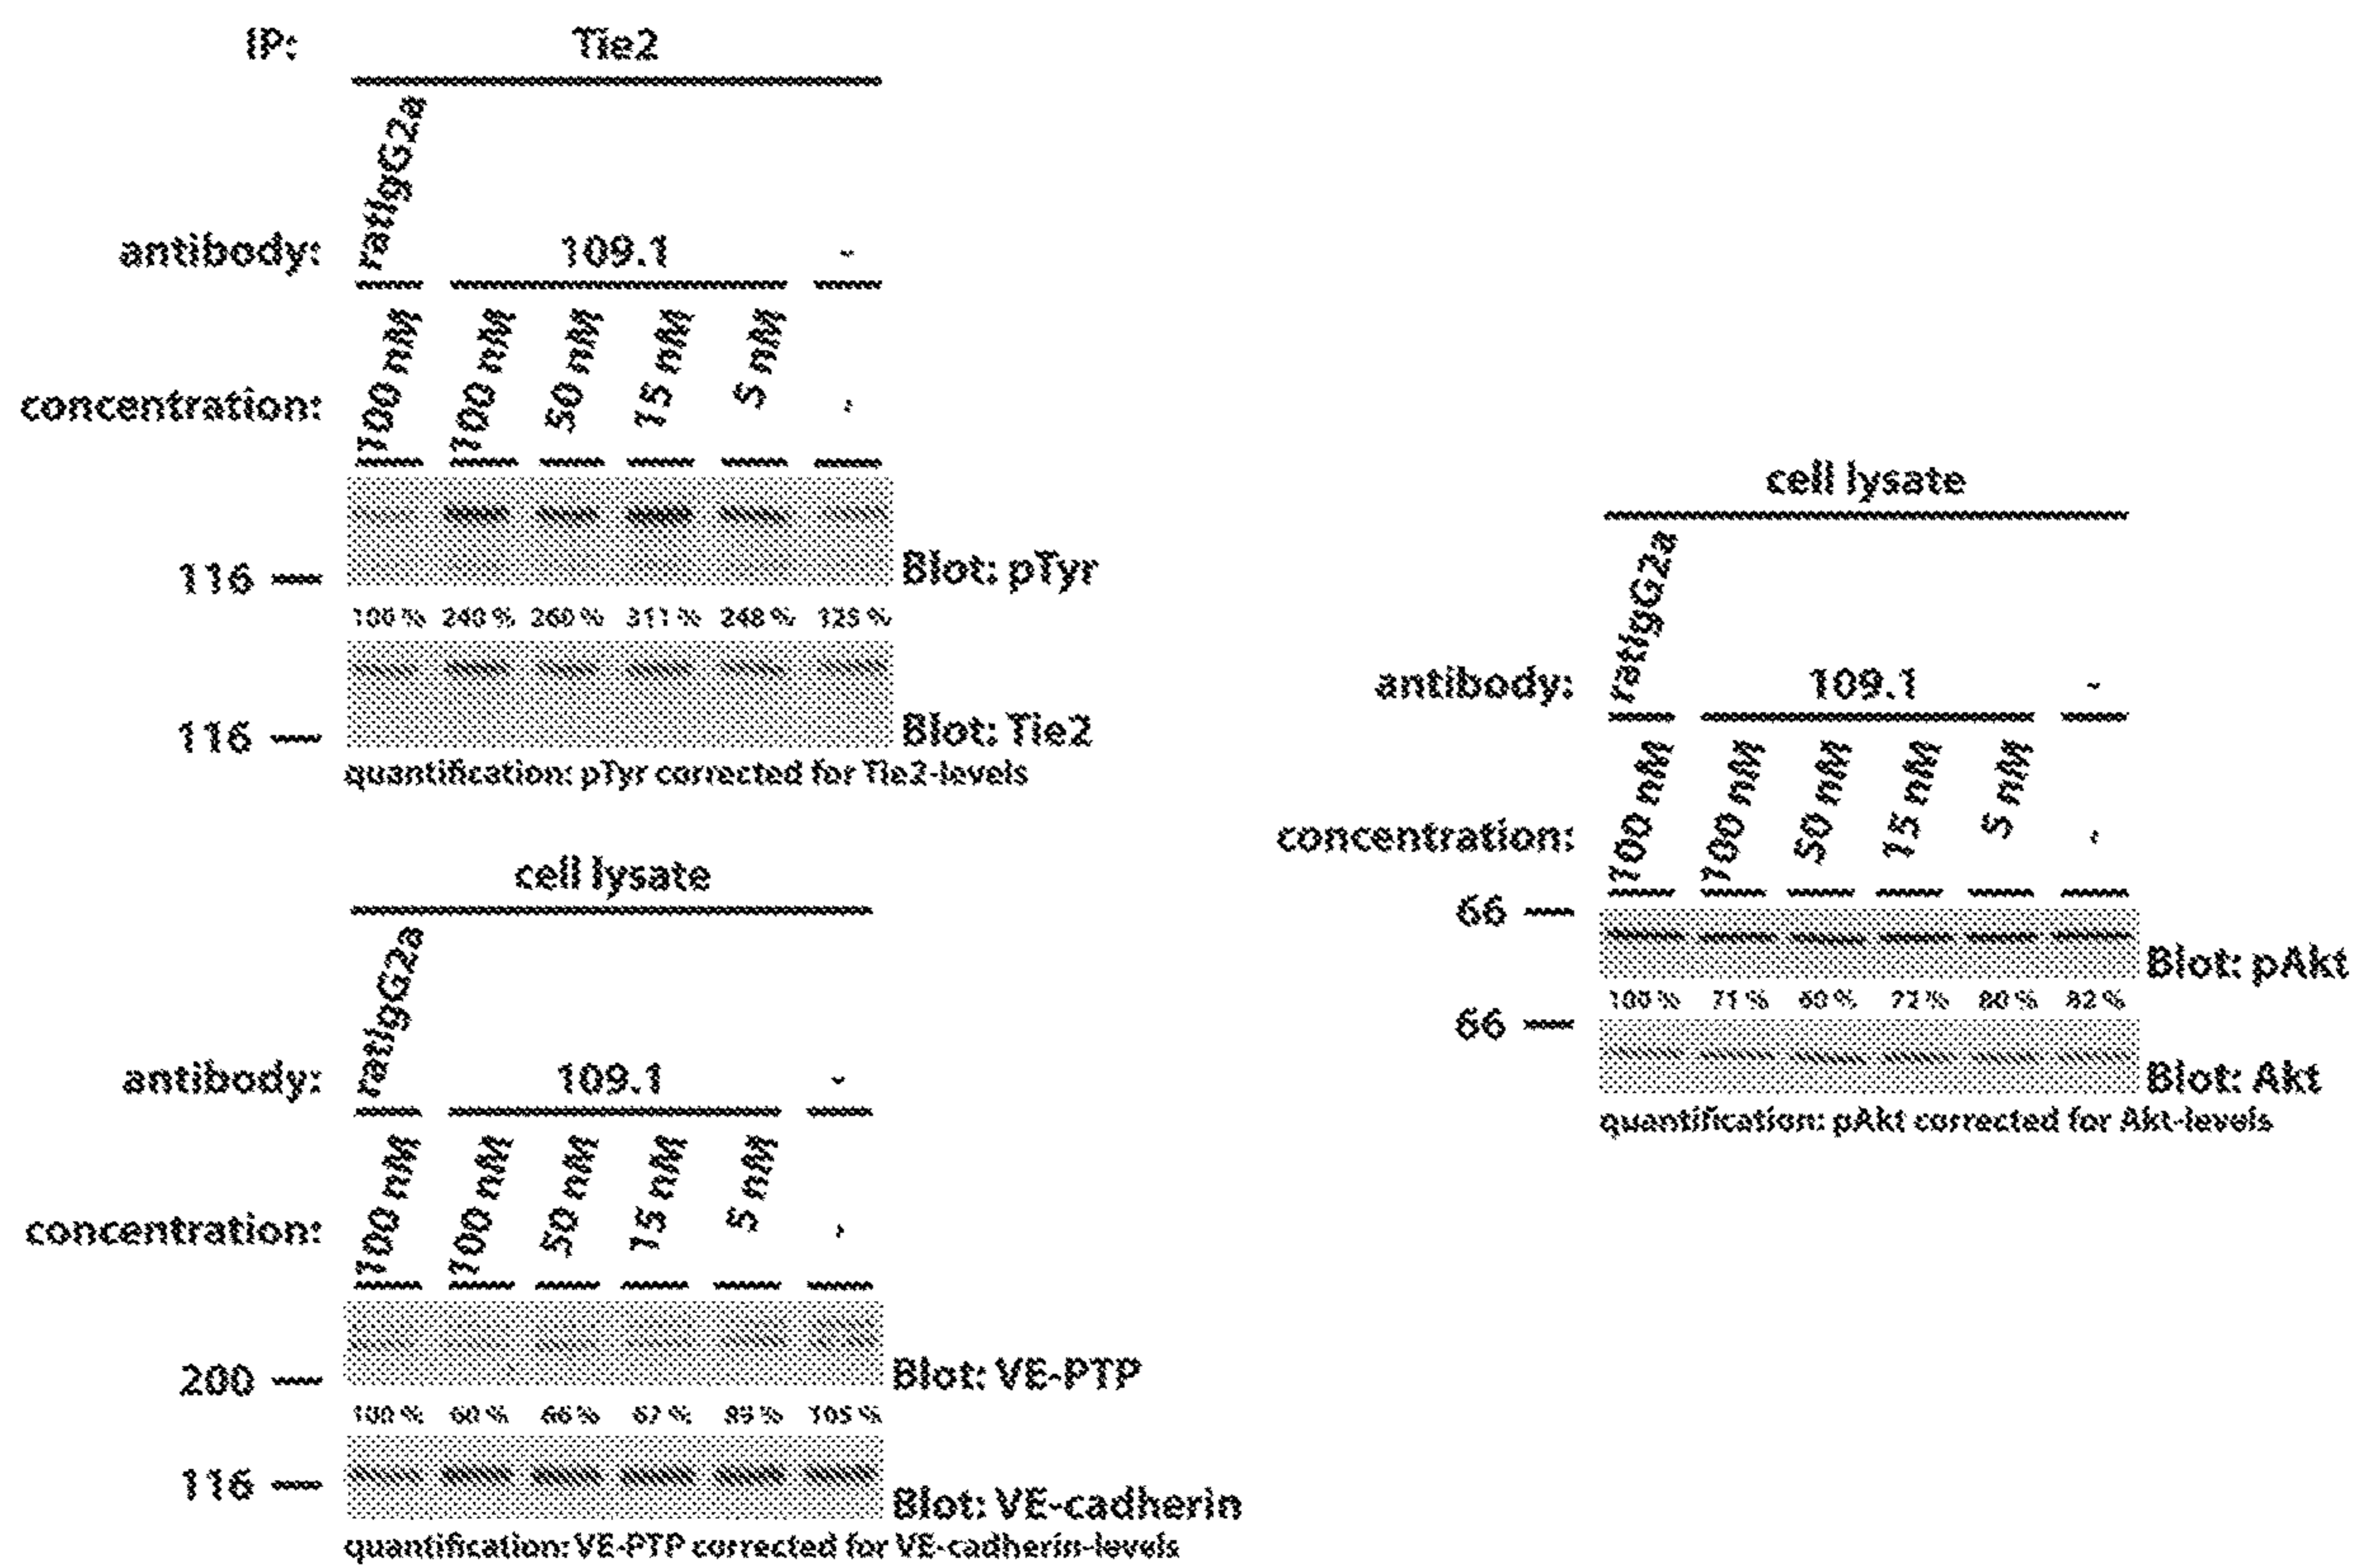 IP: Tie2
antibody: ratIgG2a 109.1 -
concentration: 100 nM 100 nM 50 nM 15 nM 5 nM -
116
Blot: pTyr
100 % 240 % 260 % 311 % 248 % 125 %
116
Blot: Tie2
quantification: pTyr corrected for Tie2-levels
cell lysate
antibody: ratIgG2a 109.1 -
concentration: 100 nM 100 nM 50 nM 15 nM 5 nM -
200
Blot: VE-PTP
100 % 60 % 66 % 67 % 89 % 105 %
116
Blot: VE-cadherin
quantification: VE-PTP corrected for VE-cadherin-levels
cell lysate
antibody: ratIgG2a 109.1 -
concentration: 100 nM 100 nM 50 nM 15 nM 5 nM -
66
Blot: pAkt
100 % 71 % 60 % 72 % 80 % 82 %
66
Blot: Akt
quantification: pAkt corrected for Akt-levels